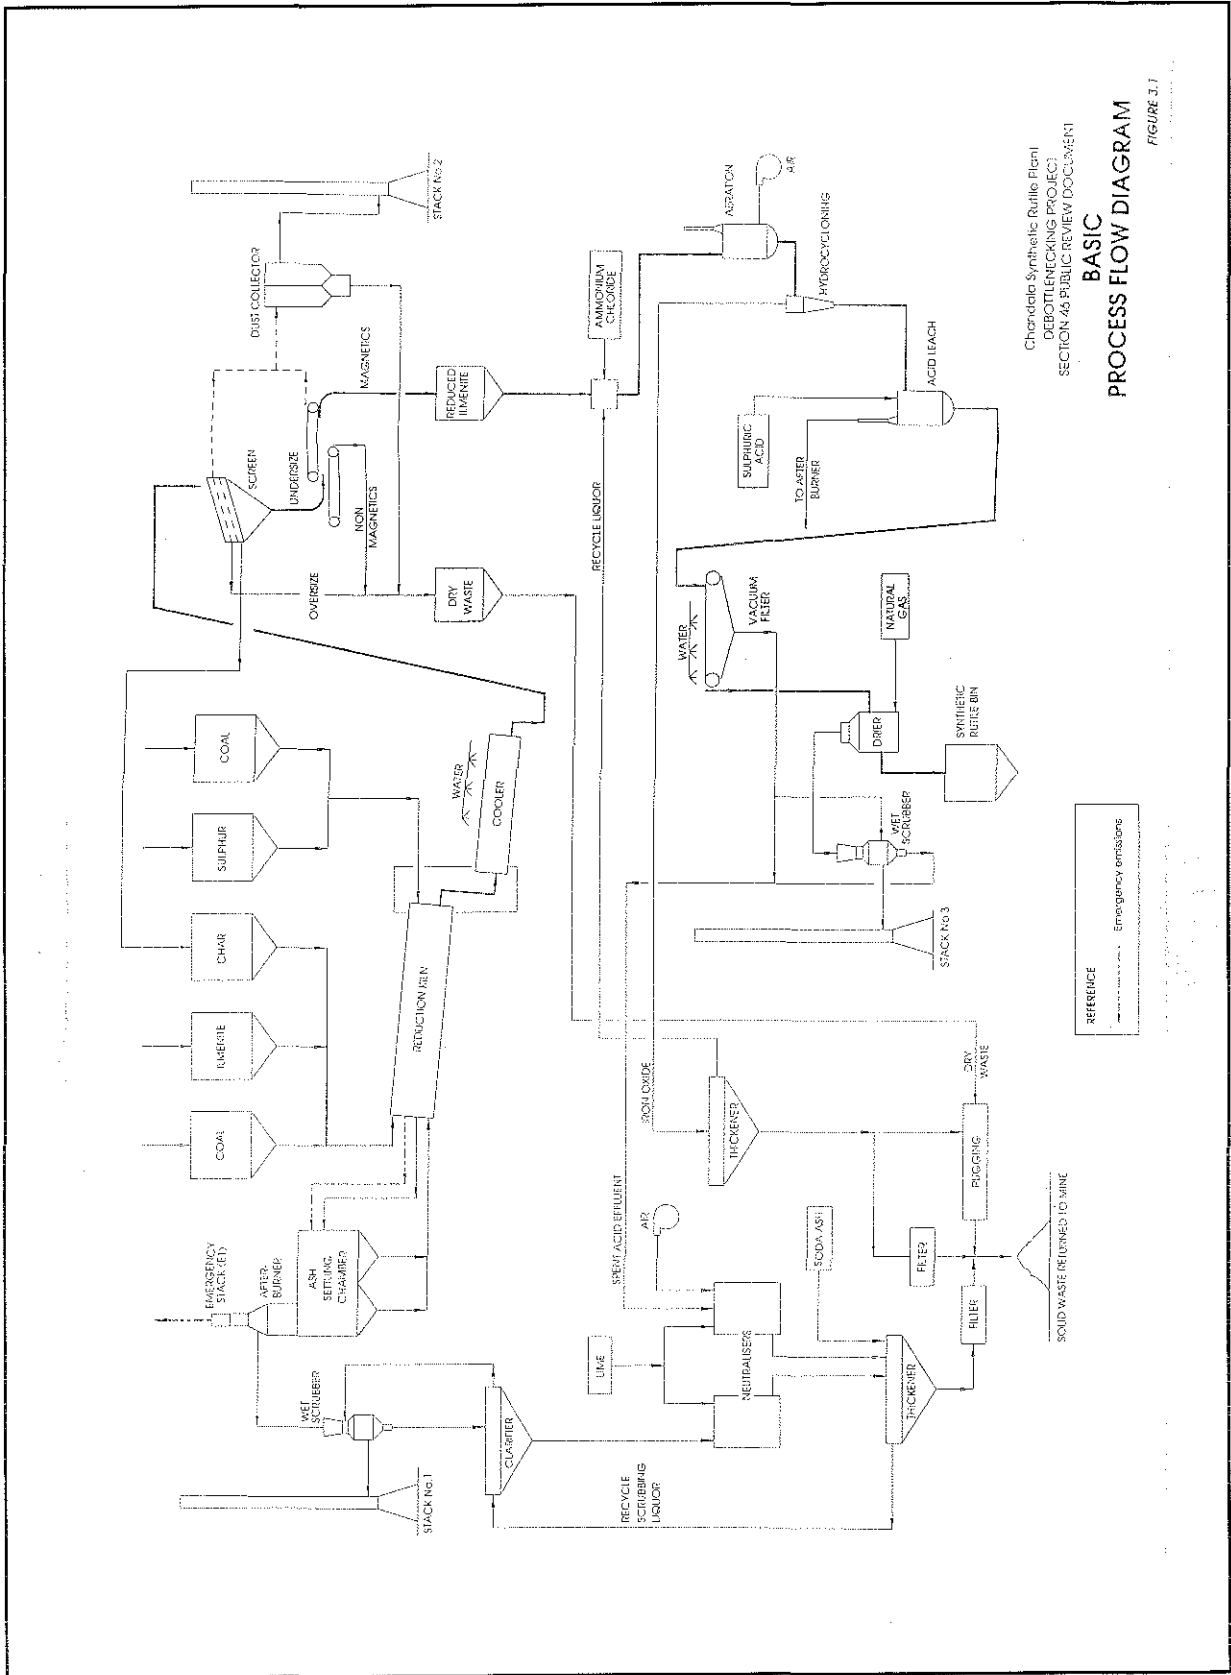 EMERGENCY
STACK (E1)
AFTER-
BURNER
ASH
SETTLING
CHAMBER
WET
SCRUBBER
STACK No.1
CLARIFIER
RECYCLE
SCRUBBING
LIQUOR
COAL
ILMENITE
CHAR
SULPHUR
COAL
REDUCTION KILN
WATER
COOLER
SCREEN
UNDERSIZE
OVERSIZE
NON
MAGNETICS
MAGNETICS
DUST COLLECTOR
STACK No.2
DRY
WASTE
REDUCED
ILMENITE
RECYCLE LIQUOR
AMMONIUM
CHLORIDE
AERATION
AIR
HYDROCYCLONING
SULPHURIC
ACID
TO AFTER
BURNER
ACID LEACH
WATER
VACUUM
FILTER
NATURAL
GAS
DRIER
SYNTHETIC
RUTILE BIN
WET
SCRUBBER
STACK No.3
SPENT ACID EFFLUENT
IRON OXIDE
LIME
AIR
NEUTRALISERS
SODA ASH
THICKENER
THICKENER
FILTER
FILTER
PUGGING
DRY
WASTE
SOLID WASTE RETURNED TO MINE
REFERENCE
Emergency emissions
Chandala Synthetic Rutile Plant
DEBOTTLENECKING PROJECT
SECTION 46 PUBLIC REVIEW DOCUMENT
BASIC
PROCESS FLOW DIAGRAM
FIGURE 3.1